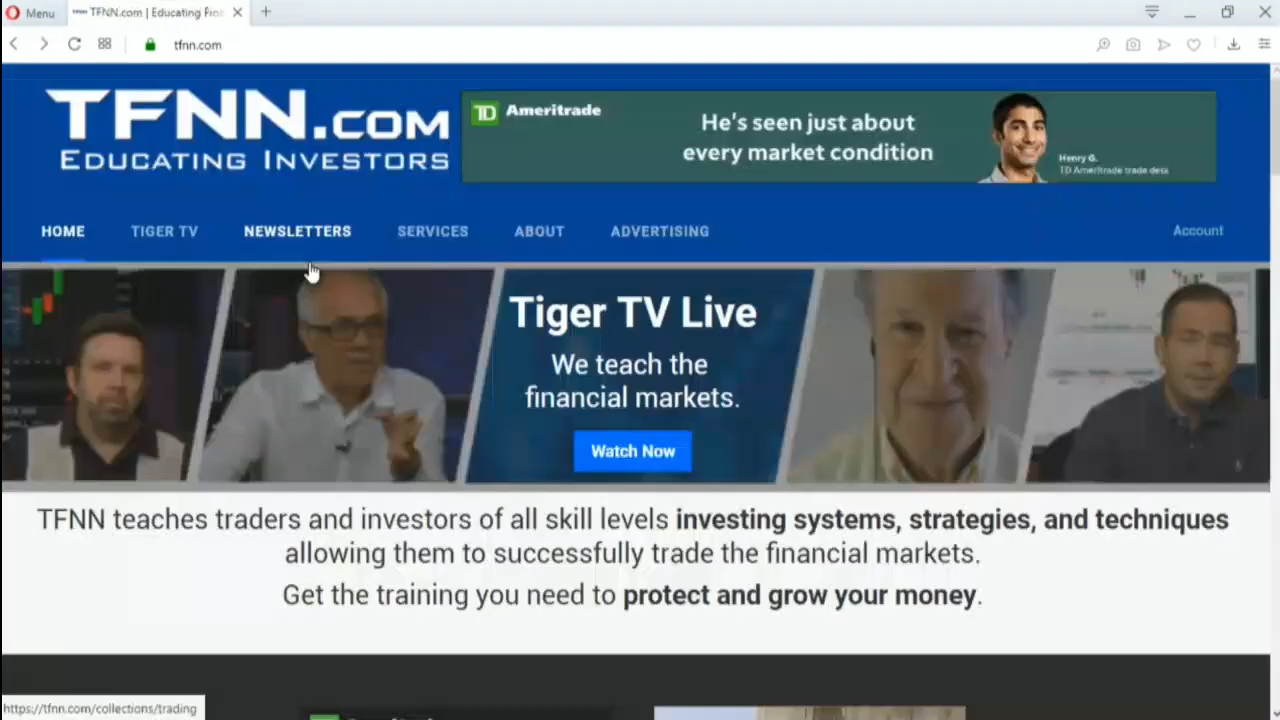 Menu
TFNN.com | Educating Fin
tfnn.com
TFNN.COM
EDUCATING INVESTORS
TD Ameritrade
He's seen just about
every market condition
Henry G.
TD Ameritrade trade desk
HOME TIGER TV NEWSLETTERS SERVICES ABOUT ADVERTISING Account
Tiger TV Live
We teach the
financial markets.
Watch Now
TFNN teaches traders and investors of all skill levels investing systems, strategies, and techniques
allowing them to successfully trade the financial markets.
Get the training you need to protect and grow your money.
https://tfnn.com/collections/trading